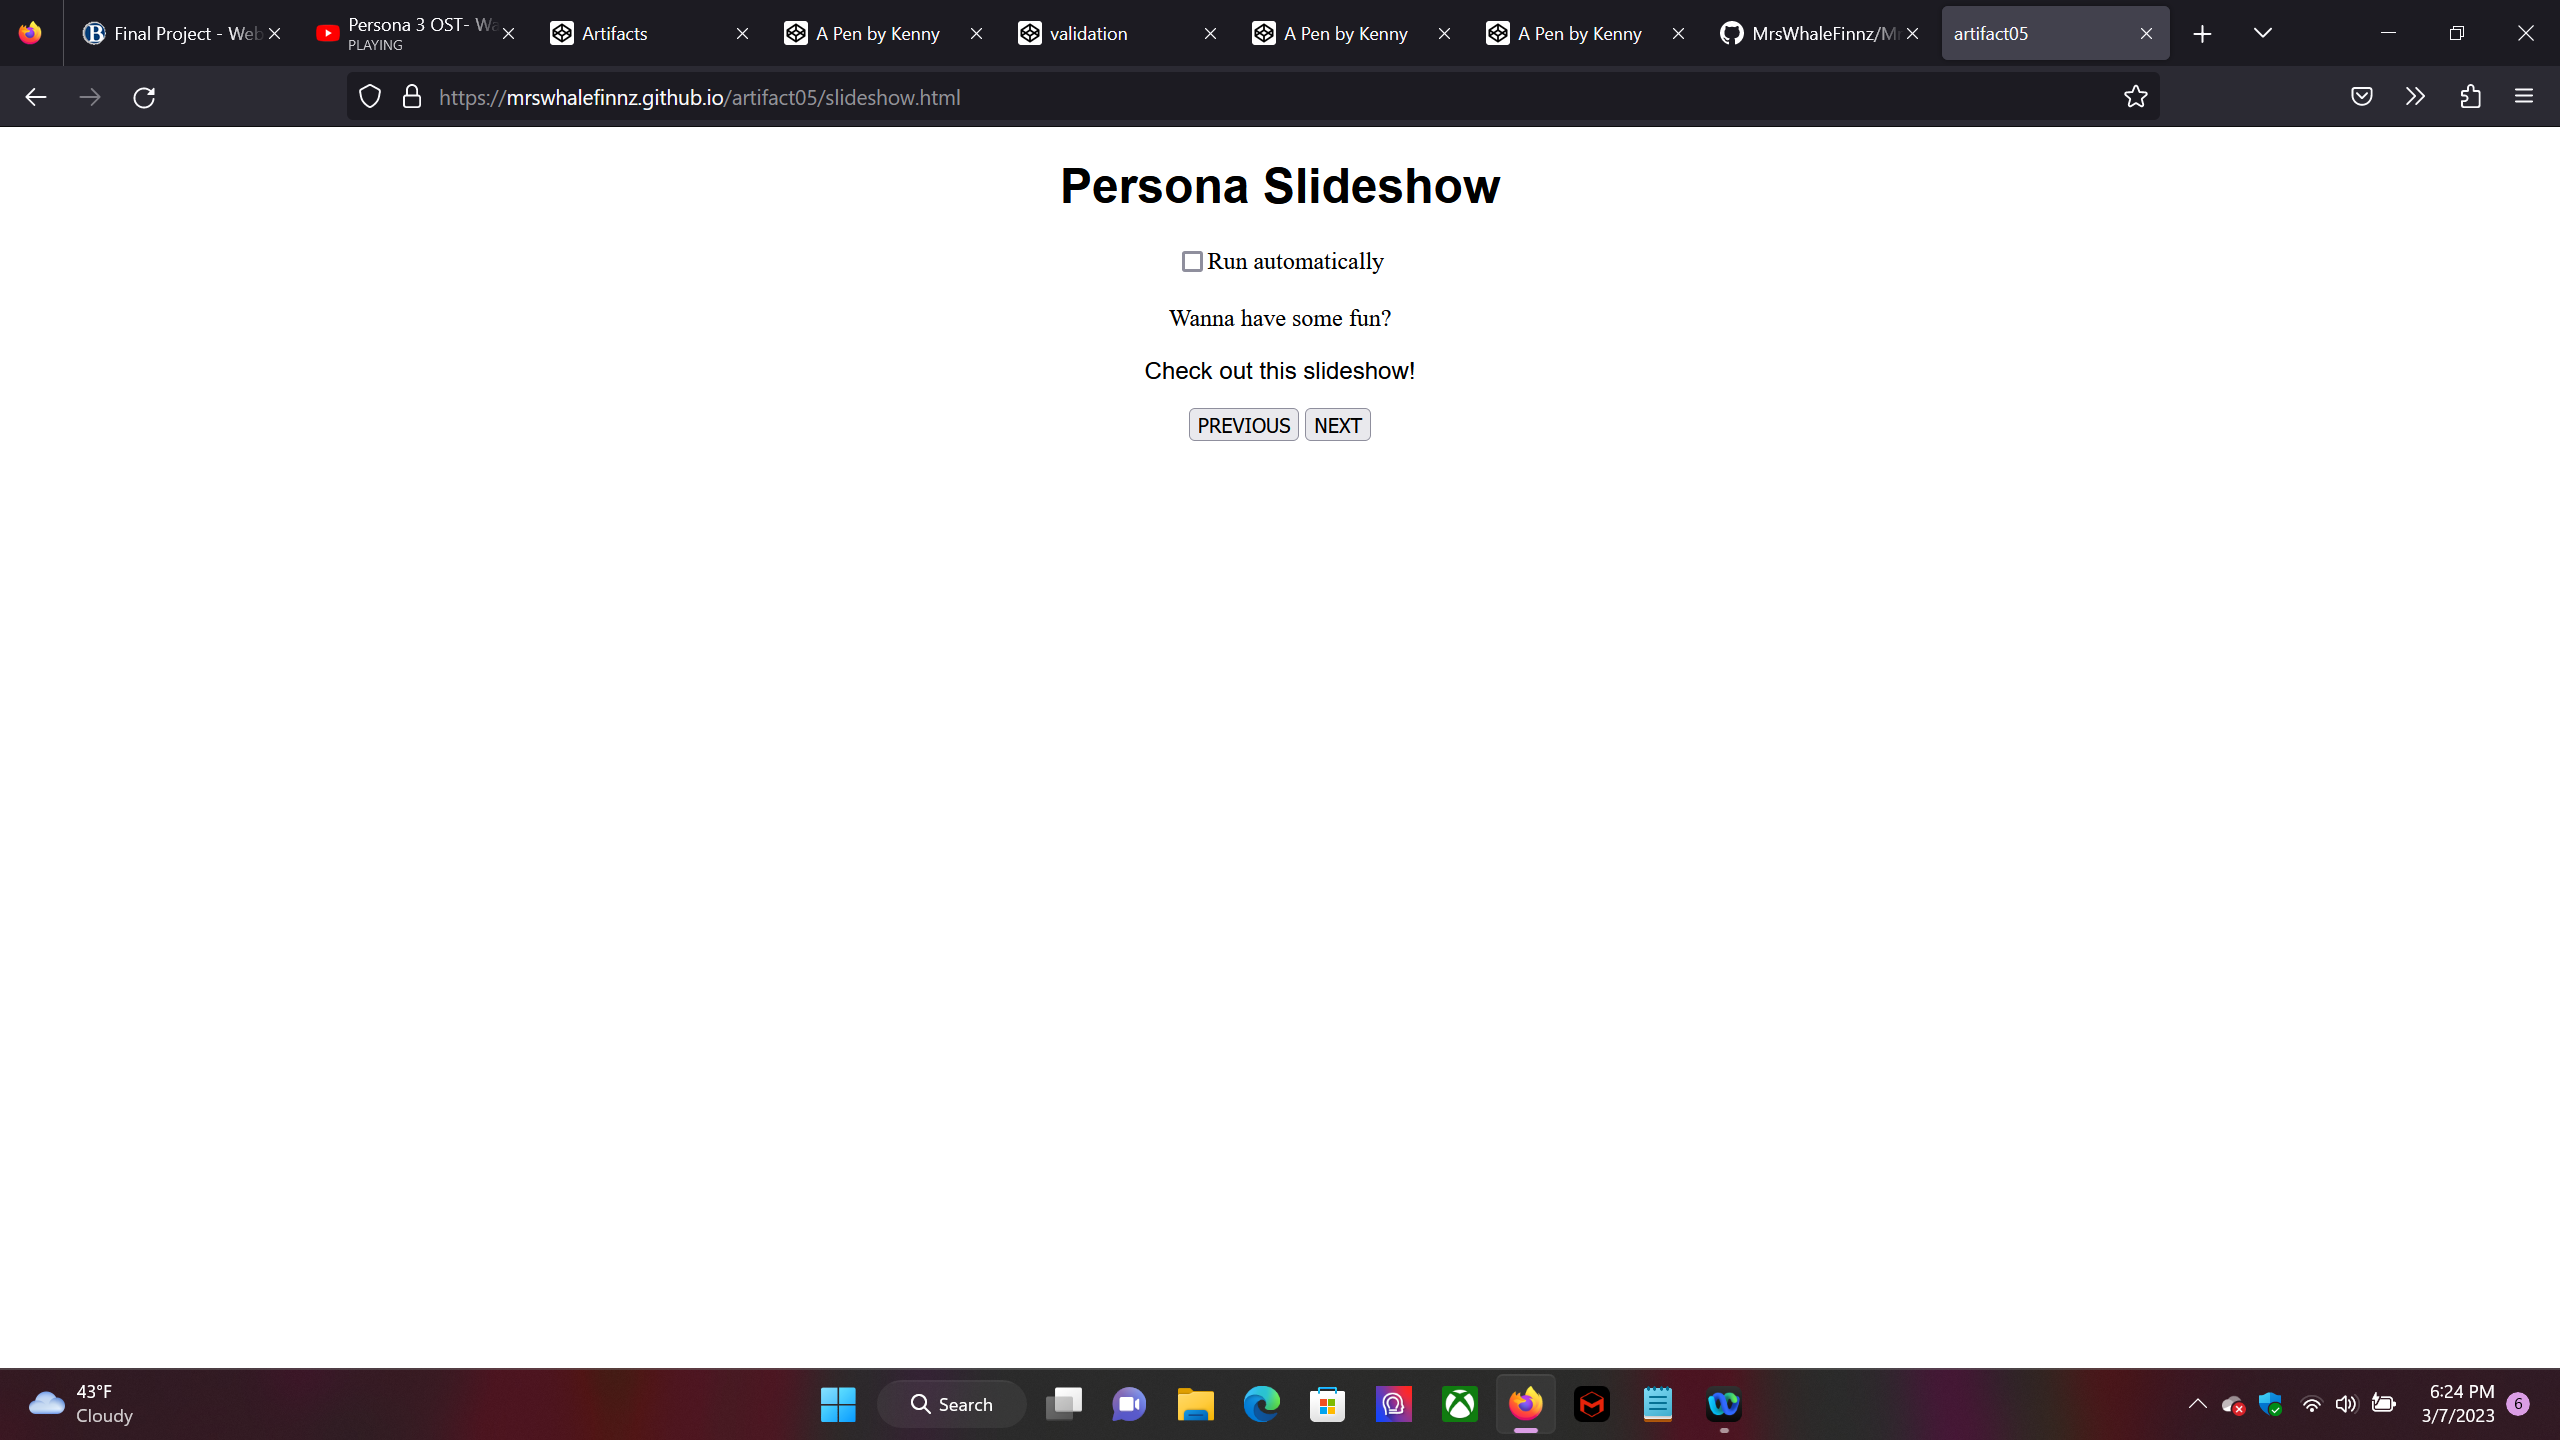 Final Project - Web
Persona 3 OST- Wa
PLAYING
Artifacts
A Pen by Kenny
validation
A Pen by Kenny
A Pen by Kenny
MrsWhaleFinnz/Mr
artifact05
https://mrswhalefinnz.github.io/artifact05/slideshow.html
Persona Slideshow
Run automatically
Wanna have some fun?
Check out this slideshow!
PREVIOUS NEXT
43°F
Cloudy
Search
6:24 PM
3/7/2023
6